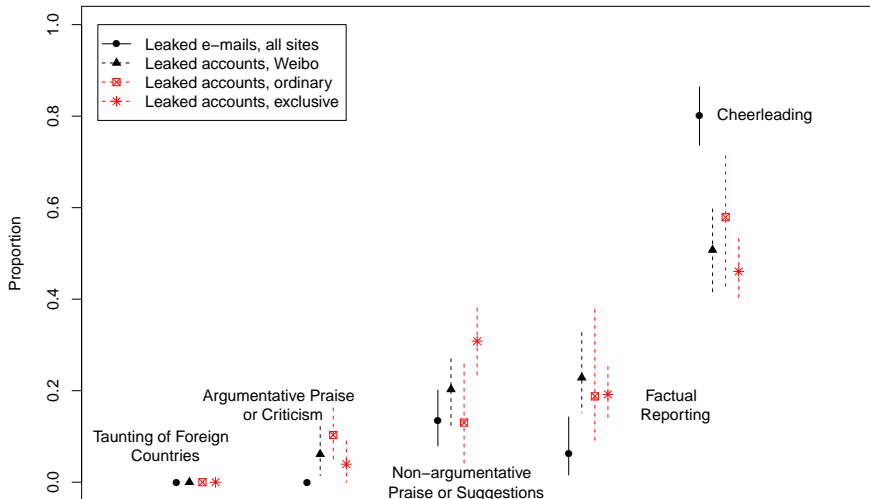 1.0
0.8
0.6
0.4
0.2
0.0
Proportion
Leaked e−mails, all sites
Leaked accounts, Weibo
Leaked accounts, ordinary
Leaked accounts, exclusive
Cheerleading
Argumentative Praise
or Criticism
Factual
Reporting
Taunting of Foreign
Countries
Non−argumentative
Praise or Suggestions